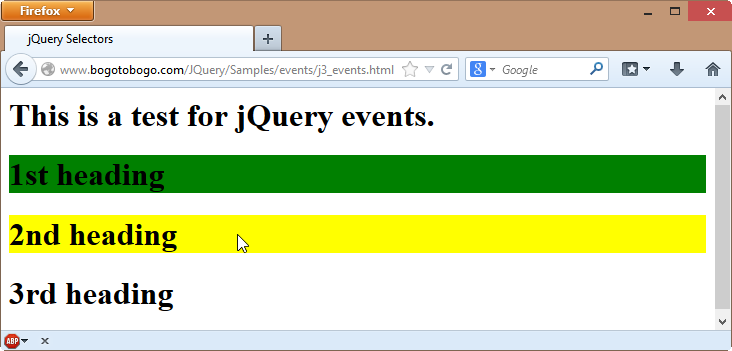 Firefox
jQuery Selectors
www.bogotobogo.com/JQuery/Samples/events/j3_events.html
Google
This is a test for jQuery events.
1st heading
2nd heading
3rd heading
ABP